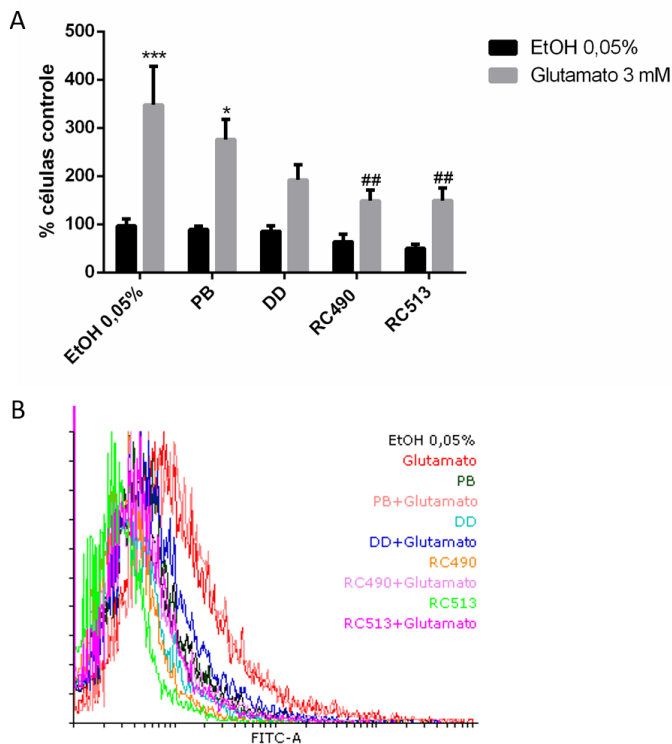 A
500
400
300
200
100
0
% células controle
***
*
##
##
EtOH 0,05%
PB
DD
RC490
RC513
EtOH 0,05%
Glutamato 3 mM
B
EtOH 0,05%
Glutamato
PB
PB+Glutamato
DD
DD+Glutamato
RC490
RC490+Glutamato
RC513
RC513+Glutamato
FITC-A